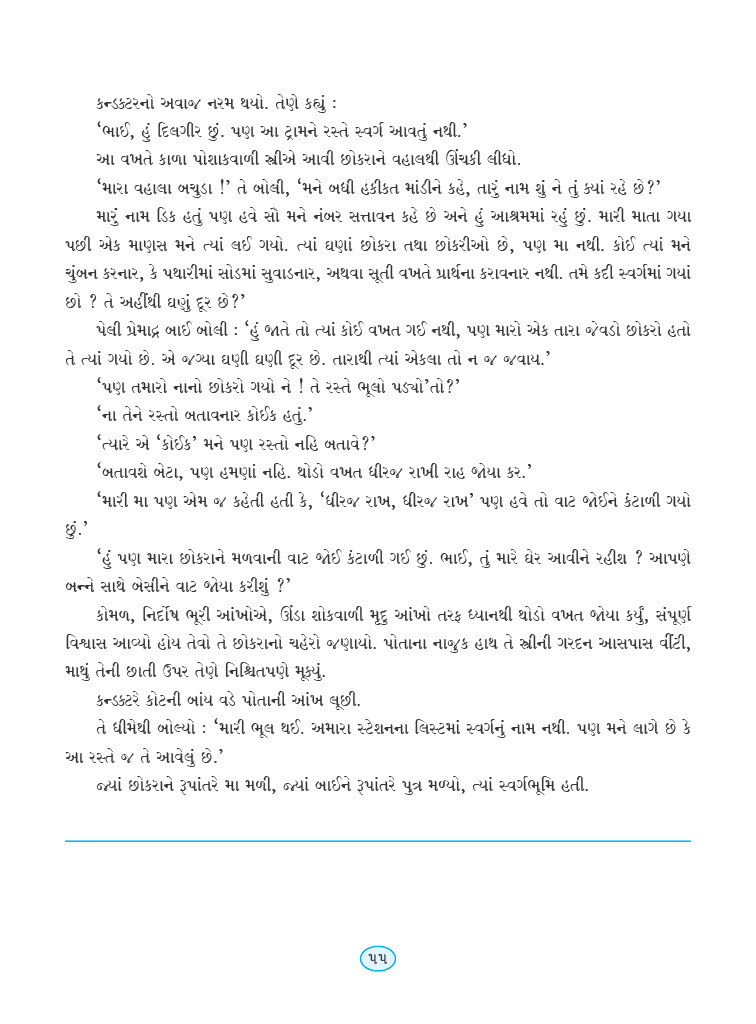 કન્ડક્ટરનો અવાજ નરમ થયો. તેણે કહ્યું :
‘ભાઈ, હું દિલગીર છું. પણ આ ટ્રામને રસ્તે સ્વર્ગ આવતું નથી.’
આ વખતે કાળા પોશાકવાળી સ્ત્રીએ આવી છોકરાને વહાલથી ઊંચકી લીધો.
‘મારા વહાલા બચુડા !’ તે બોલી, ‘મને બધી હકીકત માંડીને કહે, તારું નામ શું ને તું ક્યાં રહે છે?’
મારું નામ ડિક હતું પણ હવે સૌ મને નંબર સત્તાવન કહે છે અને હું આશ્રમમાં રહું છું. મારી માતા ગયા
પછી એક માણસ મને ત્યાં લઈ ગયો. ત્યાં ઘણાં છોકરા તથા છોકરીઓ છે, પણ મા નથી. કોઈ ત્યાં મને
ચુંબન કરનાર, કે પથારીમાં સોડમાં સુવાડનાર, અથવા સૂતી વખતે પ્રાર્થના કરાવનાર નથી. તમે કદી સ્વર્ગમાં ગયાં
છો ? તે અહીંથી ઘણું દૂર છે?’
પેલી પ્રેમાદ્ર બાઈ બોલી : ‘હું જાતે તો ત્યાં કોઈ વખત ગઈ નથી, પણ મારો એક તારા જેવડો છોકરો હતો
તે ત્યાં ગયો છે. એ જગ્યા ઘણી ઘણી દૂર છે. તારાથી ત્યાં એકલા તો ન જ જવાય.’
‘પણ તમારો નાનો છોકરો ગયો ને ! તે રસ્તે ભૂલો પડ્યો’તો?’
‘ના તેને રસ્તો બતાવનાર કોઈક હતું.’
‘ત્યારે એ ‘કોઈક’ મને પણ રસ્તો નહિ બતાવે?’
‘બતાવશે બેટા, પણ હમણાં નહિ. થોડો વખત ધીરજ રાખી રાહ જોયા કર.’
‘મારી મા પણ એમ જ કહેતી હતી કે, ‘ધીરજ રાખ, ધીરજ રાખ’ પણ હવે તો વાટ જોઈને કંટાળી ગયો
છું.’
‘હું પણ મારા છોકરાને મળવાની વાટ જોઈ કંટાળી ગઈ છું. ભાઈ, તું મારે ઘેર આવીને રહીશ ? આપણે
બન્ને સાથે બેસીને વાટ જોયા કરીશું ?’
કોમળ, નિર્દોષ ભૂરી આંખોએ, ઊંડા શોકવાળી મૃદુ આંખો તરફ ધ્યાનથી થોડો વખત જોયા કર્યું, સંપૂર્ણ
વિશ્વાસ આવ્યો હોય તેવો તે છોકરાનો ચહેરો જણાયો. પોતાના નાજુક હાથ તે સ્ત્રીની ગરદન આસપાસ વીંટી,
માથું તેની છાતી ઉપર તેણે નિશ્ચિતપણે મૂક્યું.
કન્ડક્ટરે કોટની બાંય વડે પોતાની આંખ લૂછી.
તે ધીમેથી બોલ્યો : ‘મારી ભૂલ થઈ. અમારા સ્ટેશનના લિસ્ટમાં સ્વર્ગનું નામ નથી. પણ મને લાગે છે કે
આ રસ્તે જ તે આવેલું છે.’
જ્યાં છોકરાને રૂપાંતરે મા મળી, જ્યાં બાઈને રૂપાંતરે પુત્ર મળ્યો, ત્યાં સ્વર્ગભૂમિ હતી.
૫૫